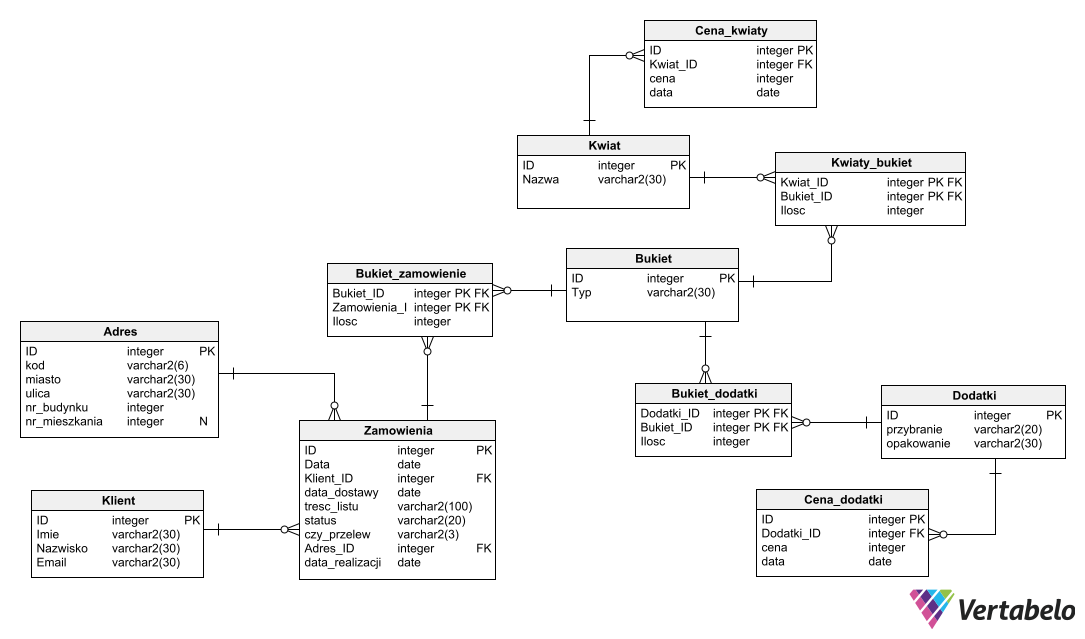 Cena_kwiaty
ID integer PK
Kwiat_ID integer FK
cena integer
data date
Kwiat
ID integer PK
Nazwa varchar2(30)
Kwiaty_bukiet
Kwiat_ID integer PK FK
Bukiet_ID integer PK FK
Ilosc integer
Bukiet
ID integer PK
Typ varchar2(30)
Bukiet_zamowienie
Bukiet_ID integer PK FK
Zamowienia_I integer PK FK
Ilosc integer
Adres
ID integer PK
kod varchar2(6)
miasto varchar2(30)
ulica varchar2(30)
nr_budynku integer
nr_mieszkania integer N
Bukiet_dodatki
Dodatki_ID integer PK FK
Bukiet_ID integer PK FK
Ilosc integer
Dodatki
ID integer PK
przybranie varchar2(20)
opakowanie varchar2(30)
Zamowienia
ID integer PK
Data date
Klient_ID integer FK
data_dostawy date
tresc_listu varchar2(100)
status varchar2(20)
czy_przelew varchar2(3)
Adres_ID integer FK
data_realizacji date
Klient
ID integer PK
Imie varchar2(30)
Nazwisko varchar2(30)
Email varchar2(30)
Cena_dodatki
ID integer PK
Dodatki_ID integer FK
cena integer
data date
Vertabelo